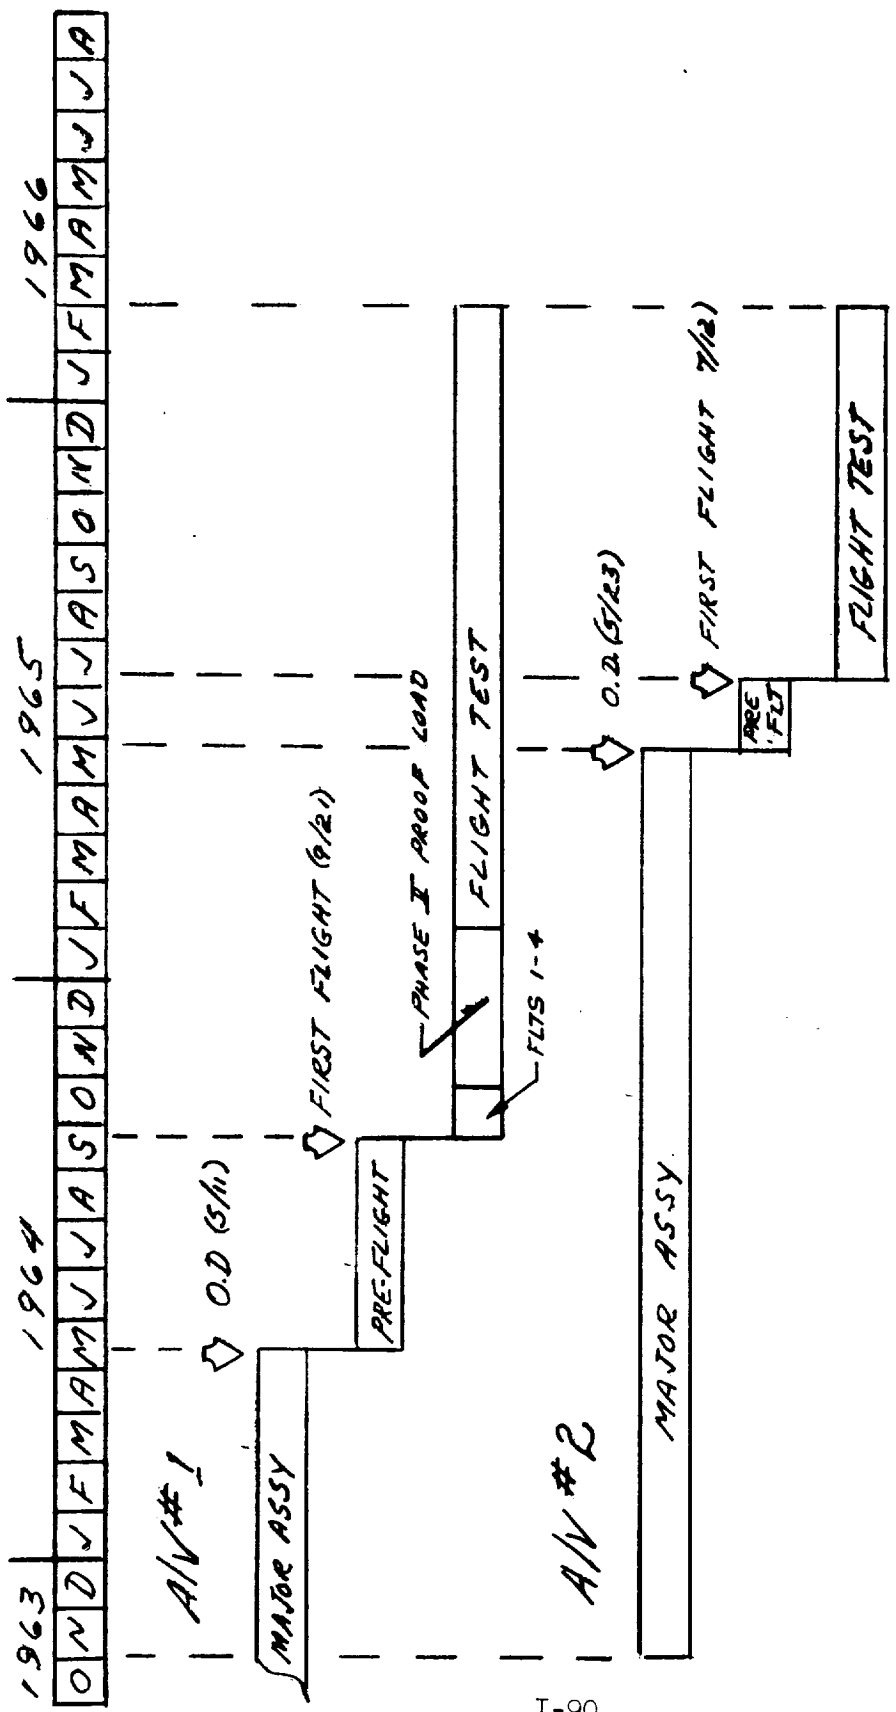 1963 1964 1965 1966
O N D J F M A M J J A S O N D J F M A M J J A S O N D J F M A M J J A
A/V # 1
O.D (5/11)
MAJOR ASSY
FIRST FLIGHT (9/21)
PRE-FLIGHT
PHASE II PROOF LOAD
FLIGHT TEST
FLTS 1-4
A/V # 2
O.D. (5/23)
MAJOR ASSY
FIRST FLIGHT 7/12)
PRE
FLT
FLIGHT TEST
I-90